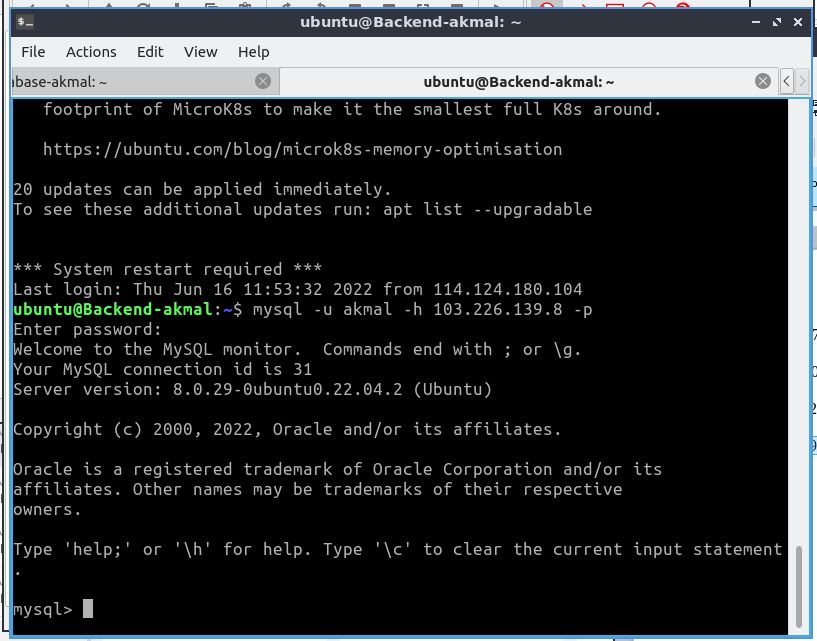 ubuntu@Backend-akmal: ~
File Actions Edit View Help
abase-akmal: ~
ubuntu@Backend-akmal: ~
footprint of MicroK8s to make it the smallest full K8s around.
https://ubuntu.com/blog/microk8s-memory-optimisation
20 updates can be applied immediately.
To see these additional updates run: apt list --upgradable
*** System restart required ***
Last login: Thu Jun 16 11:53:32 2022 from 114.124.180.104
ubuntu@Backend-akmal:~$ mysql -u akmal -h 103.226.139.8 -p
Enter password:
Welcome to the MySQL monitor.  Commands end with ; or \g.
Your MySQL connection id is 31
Server version: 8.0.29-0ubuntu0.22.04.2 (Ubuntu)
Copyright (c) 2000, 2022, Oracle and/or its affiliates.
Oracle is a registered trademark of Oracle Corporation and/or its
affiliates. Other names may be trademarks of their respective
owners.
Type 'help;' or '\h' for help. Type '\c' to clear the current input statement
.
mysql>